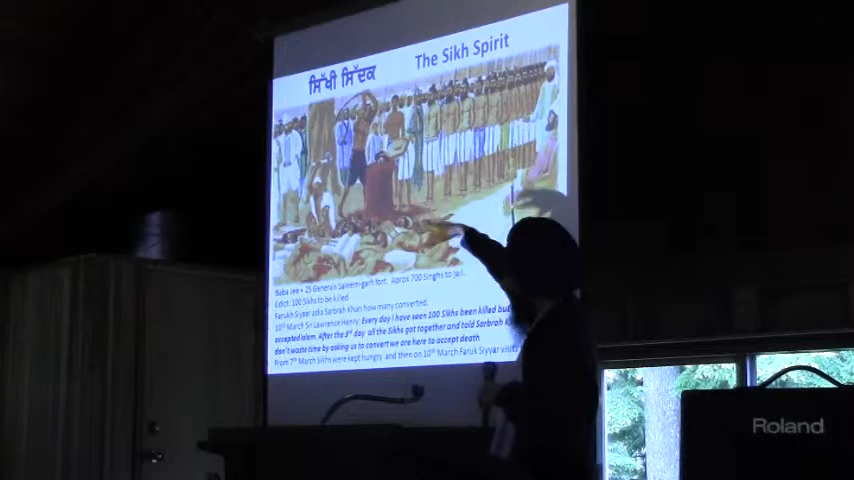 ਸਿੱਖੀ ਸਿੱਦਕ
The Sikh Spirit
Baba Jee + 25 Generals Saleem-garh fort. Aprox 700 Singhs to Jail.
Edict: 100 Sikhs to be killed
Farukh Siyyar asks Sarbrah Khan how many converted.
10th March Sir Lawrence Henry: Every day I have seen 100 Sikhs been killed but
accepted Islam. After the 3rd day all the Sikhs got together and told Sarbrah
don't waste time by asking us to convert we are here to accept death
From 7th March Sikhs were kept hungry, and then on 10th March Faruk Siyyar visits
Roland